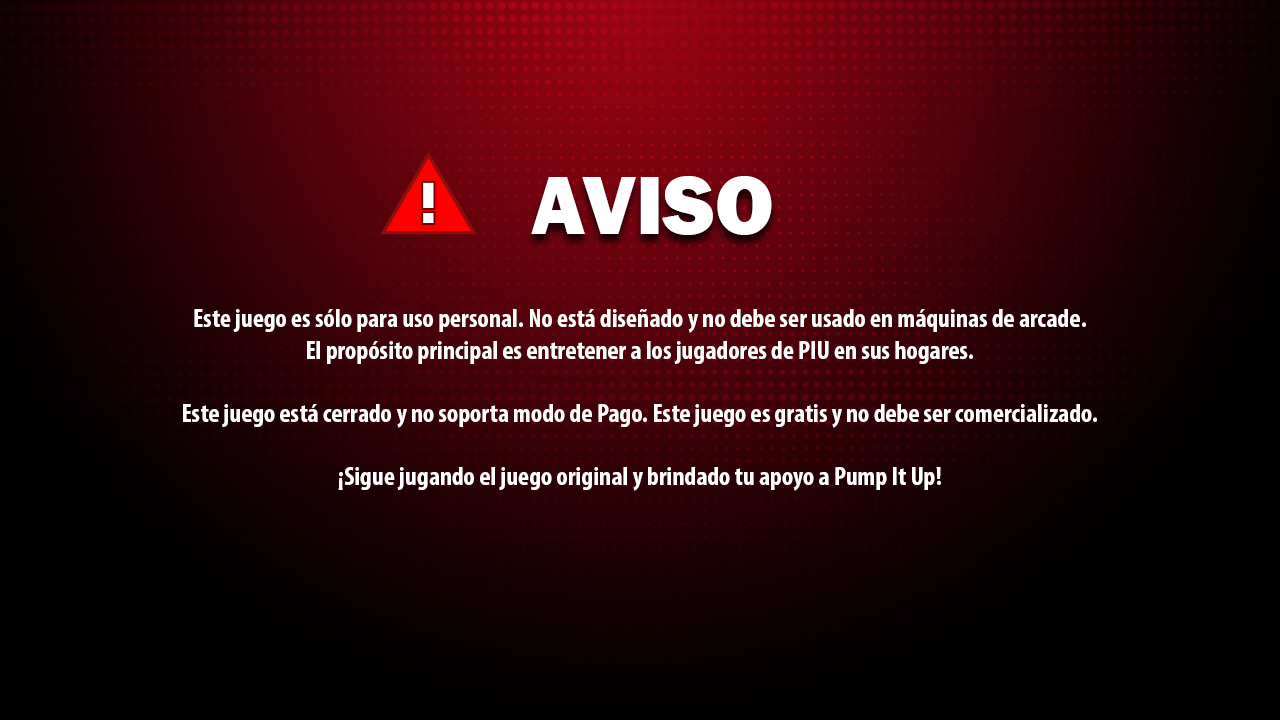 AVISO
Este juego es sólo para uso personal. No está diseñado y no debe ser usado en máquinas de arcade.
El propósito principal es entretener a los jugadores de PIU en sus hogares.
Este juego está cerrado y no soporta modo de Pago. Este juego es gratis y no debe ser comercializado.
¡Sigue jugando el juego original y brindado tu apoyo a Pump It Up!